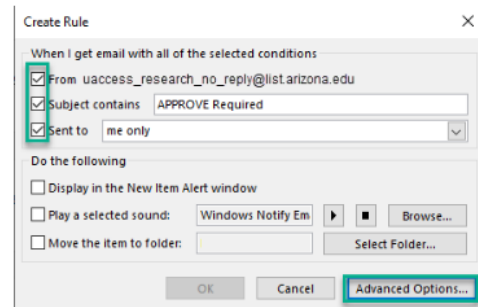 Create Rule
When I get email with all of the selected conditions
From uaccess_research_no_reply@list.arizona.edu
Subject contains APPROVE Required
Sent to me only
Do the following
Display in the New Item Alert window
Play a selected sound: Windows Notify Em Browse...
Move the item to folder: Select Folder...
OK Cancel Advanced Options...